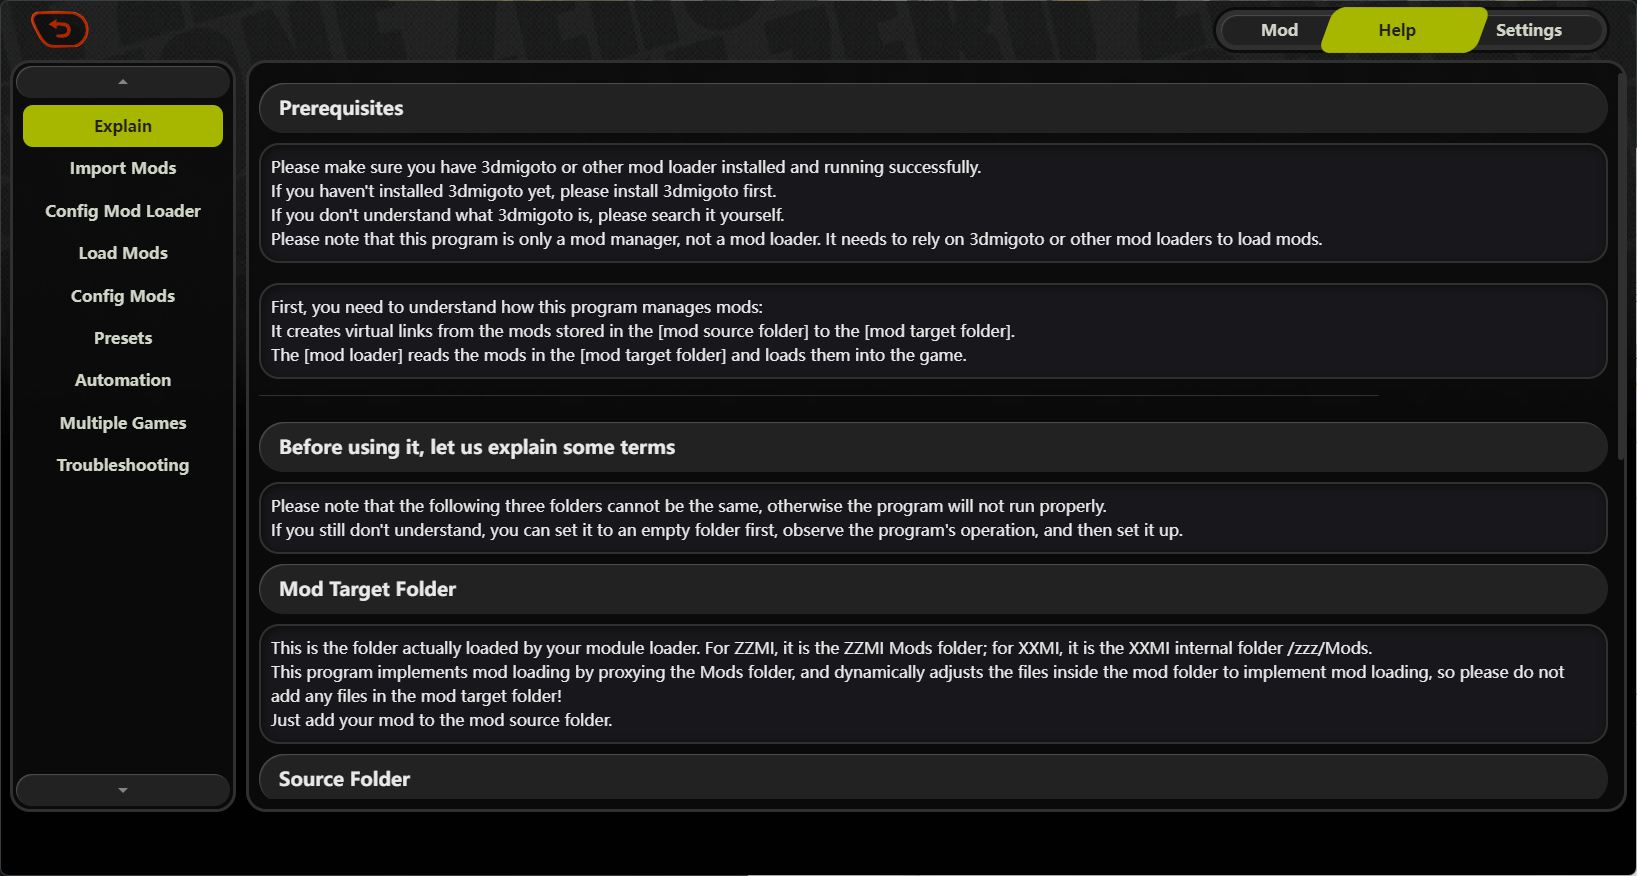 Mod
Help
Settings
Explain
Import Mods
Config Mod Loader
Load Mods
Config Mods
Presets
Automation
Multiple Games
Troubleshooting
Prerequisites
Please make sure you have 3dmigoto or other mod loader installed and running successfully.
If you haven't installed 3dmigoto yet, please install 3dmigoto first.
If you don't understand what 3dmigoto is, please search it yourself.
Please note that this program is only a mod manager, not a mod loader. It needs to rely on 3dmigoto or other mod loaders to load mods.
First, you need to understand how this program manages mods:
It creates virtual links from the mods stored in the [mod source folder] to the [mod target folder].
The [mod loader] reads the mods in the [mod target folder] and loads them into the game.
Before using it, let us explain some terms
Please note that the following three folders cannot be the same, otherwise the program will not run properly.
If you still don't understand, you can set it to an empty folder first, observe the program's operation, and then set it up.
Mod Target Folder
This is the folder actually loaded by your module loader. For ZZMI, it is the ZZMI Mods folder; for XXMI, it is the XXMI internal folder /zzz/Mods.
This program implements mod loading by proxying the Mods folder, and dynamically adjusts the files inside the mod folder to implement mod loading, so please do not
add any files in the mod target folder!
Just add your mod to the mod source folder.
Source Folder